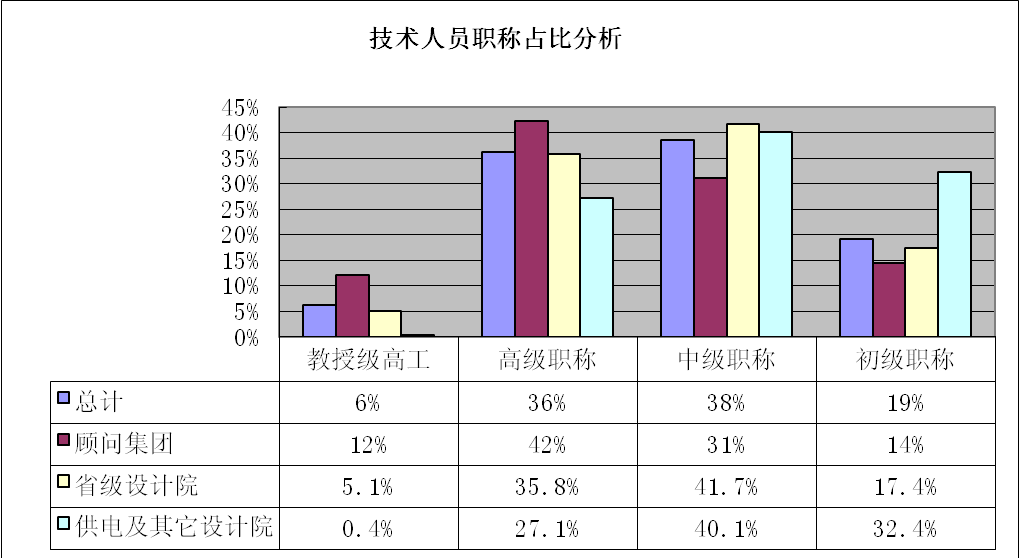 技术人员职称占比分析
45%
40%
35%
30%
25%
20%
15%
10%
5%
0%
教授级高工 高级职称 中级职称 初级职称
总计 6% 36% 38% 19%
顾问集团 12% 42% 31% 14%
省级设计院 5.1% 35.8% 41.7% 17.4%
供电及其它设计院 0.4% 27.1% 40.1% 32.4%